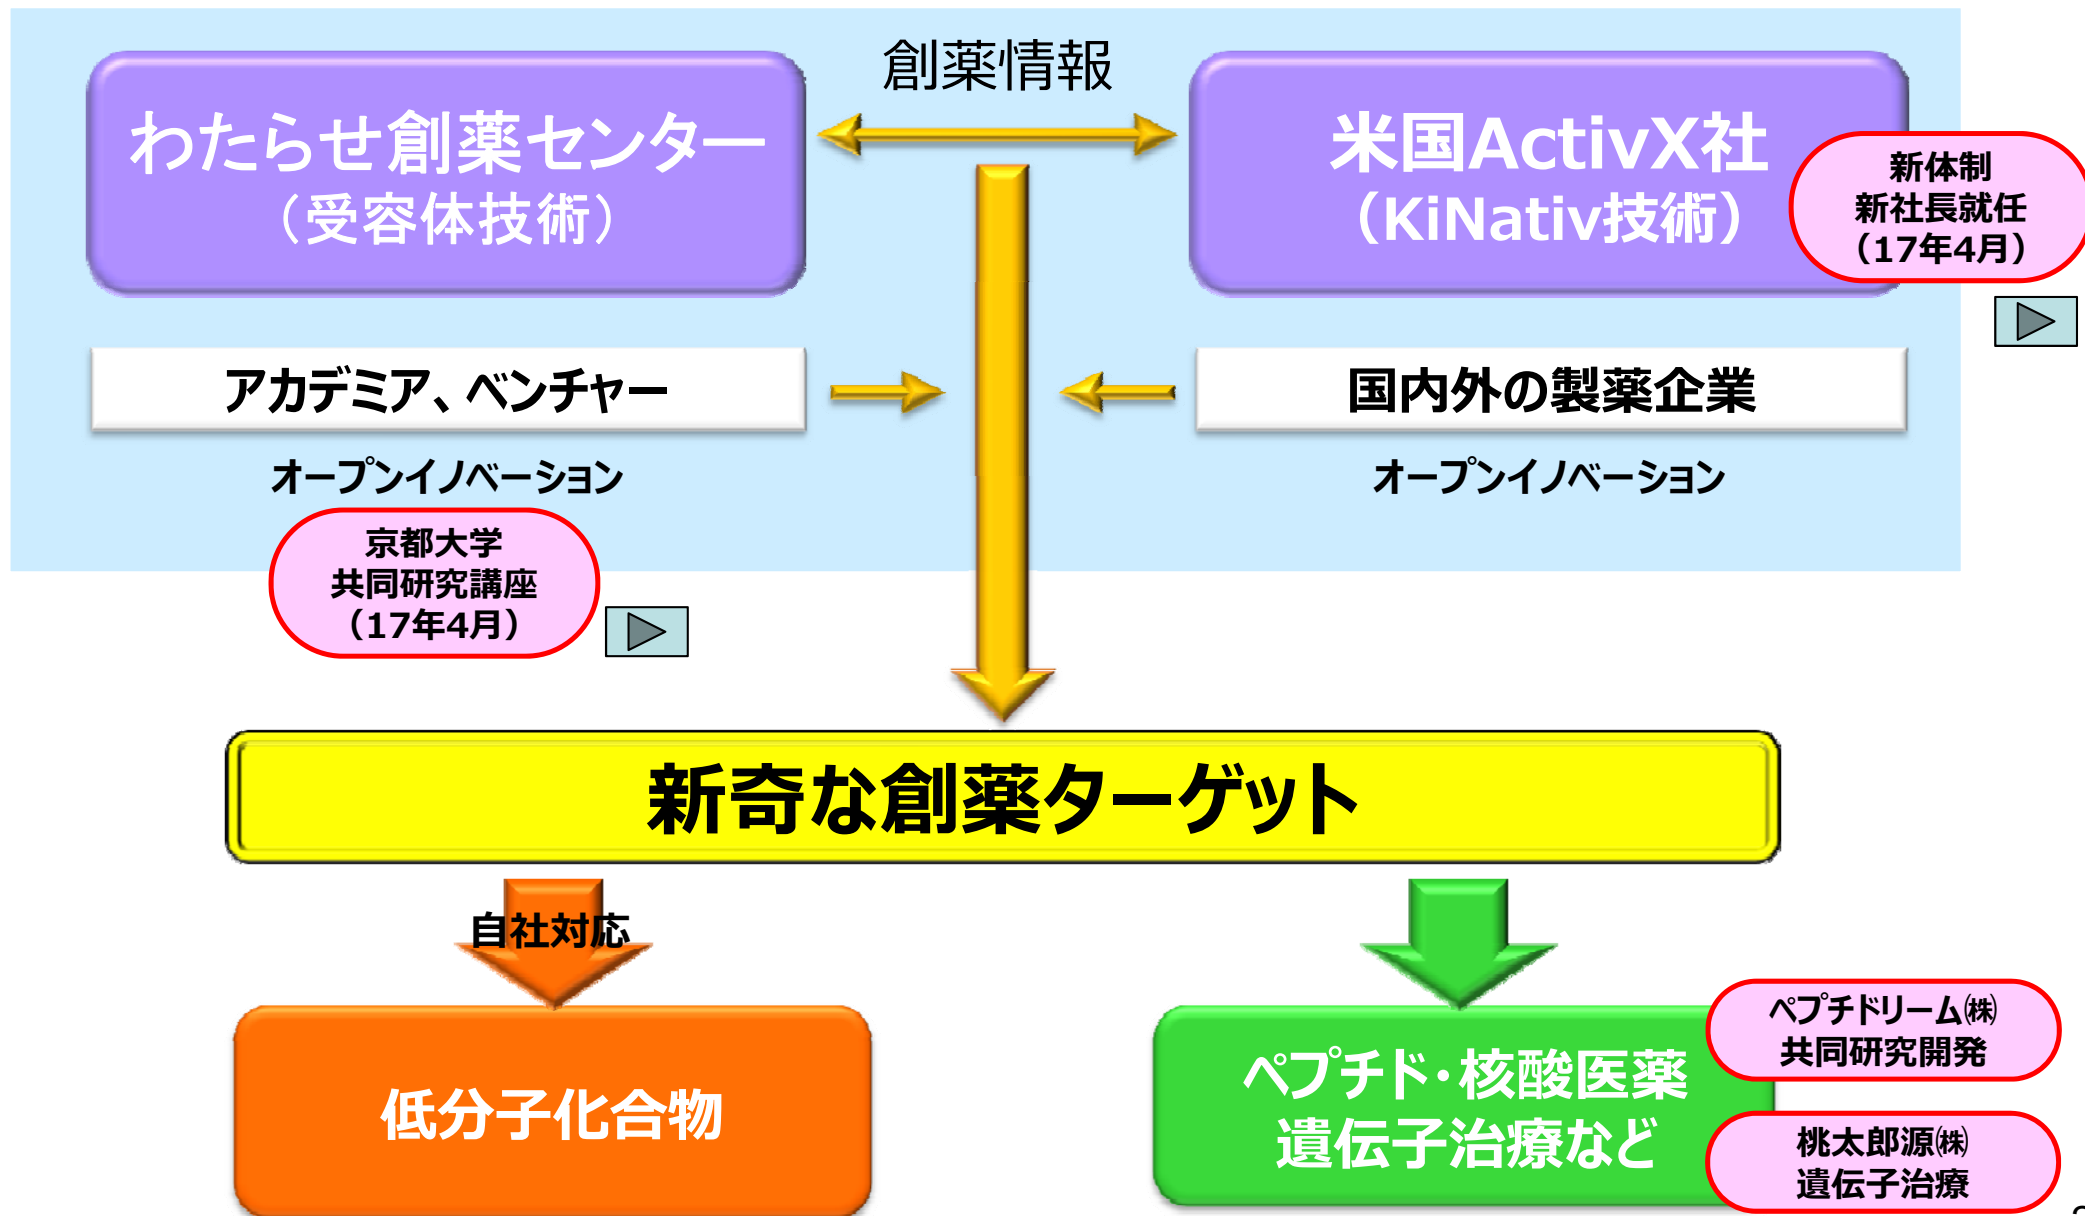 創薬情報
わたらせ創薬センター
（受容体技術）
米国ActivX社
（KiNativ技術）
新体制
新社長就任
（17年4月）
アカデミア、ベンチャー
国内外の製薬企業
オープンイノベーション
オープンイノベーション
京都大学
共同研究講座
（17年4月）
新奇な創薬ターゲット
自社対応
低分子化合物
ペプチド・核酸医薬
遺伝子治療など
ペプチドリーム㈱
共同研究開発
桃太郎源㈱
遺伝子治療